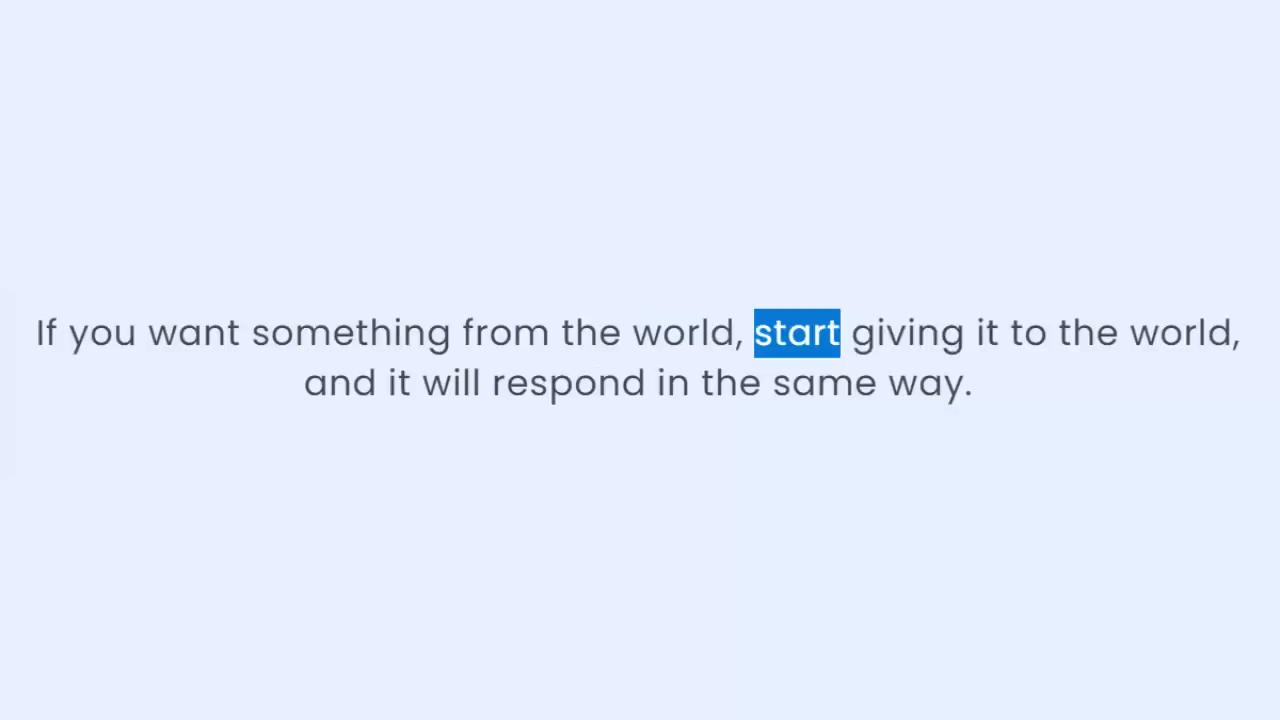 If you want something from the world, start giving it to the world,
and it will respond in the same way.